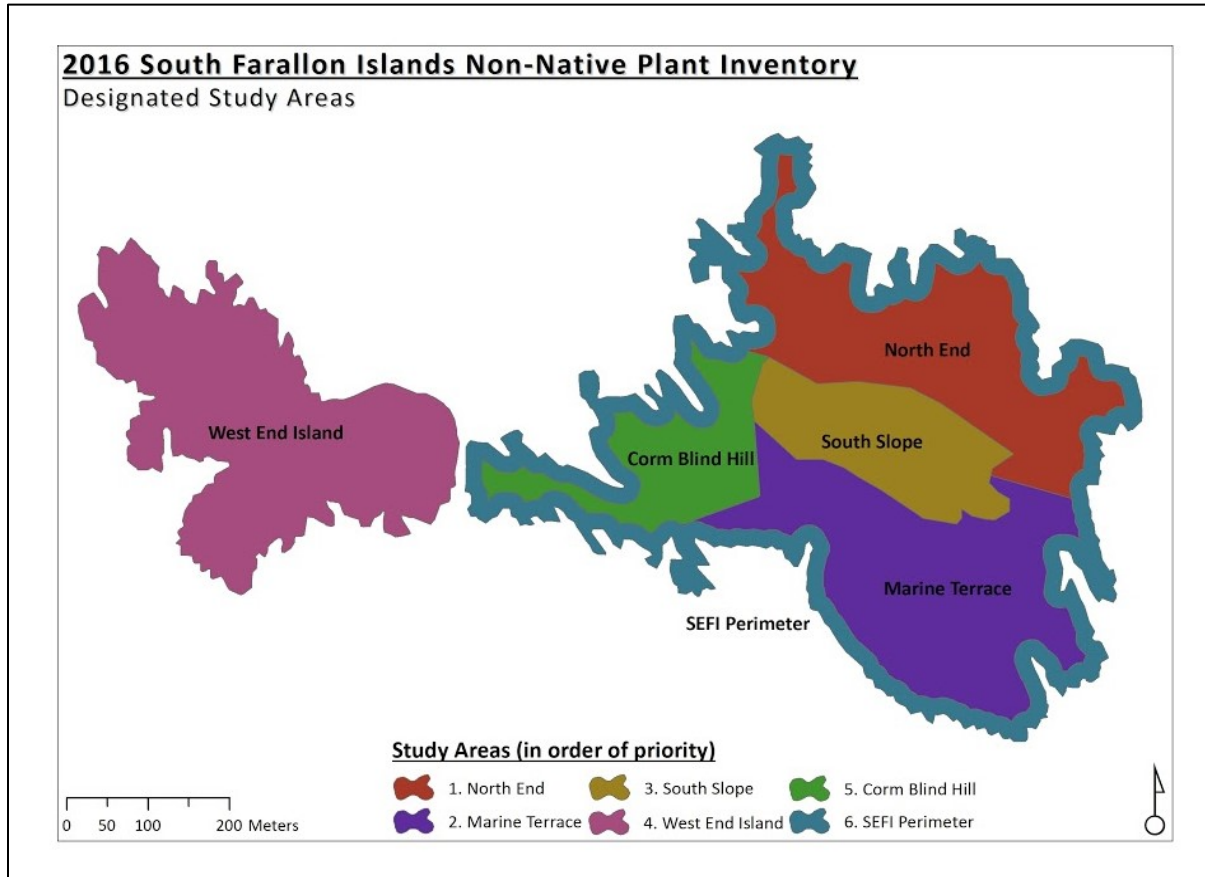 2016 South Farallon Islands Non-Native Plant Inventory
Designated Study Areas
North End
West End Island
South Slope
Corm Blind Hill
Marine Terrace
SEFI Perimeter
Study Areas (in order of priority)
1. North End
3. South Slope
5. Corm Blind Hill
2. Marine Terrace
4. West End Island
6. SEFI Perimeter
0 50 100 200 Meters